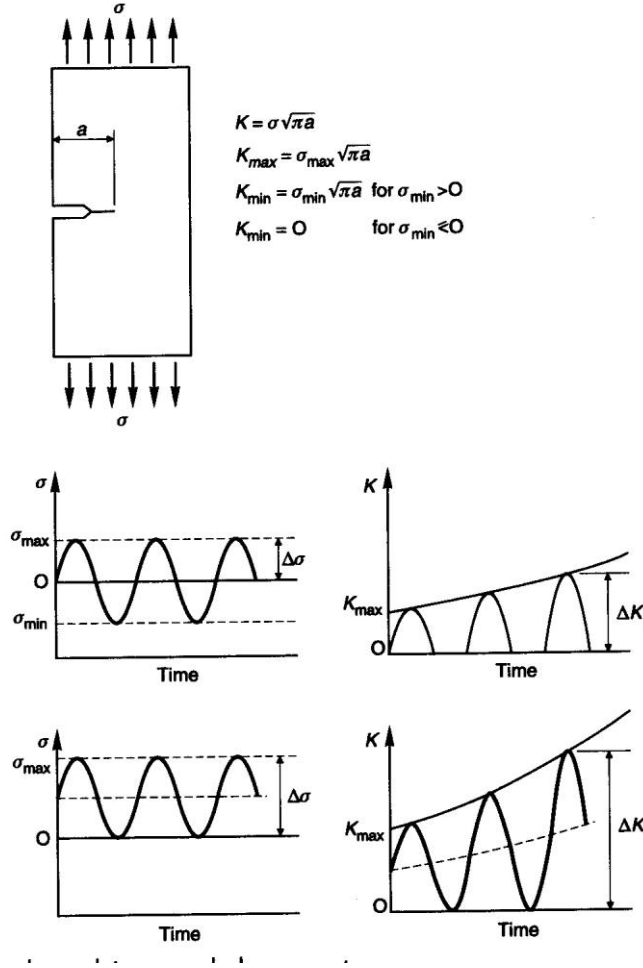 σ
a
K = σ√πa
Kmax = σmax √πa
Kmin = σmin √πa for σmin >O
Kmin = O for σmin ⩽O
σ
σ
σmax
Δσ
O
σmin
Time
K
Kmax
ΔK
O
Time
σ
σmax
Δσ
O
Time
K
Kmax
ΔK
O
Time